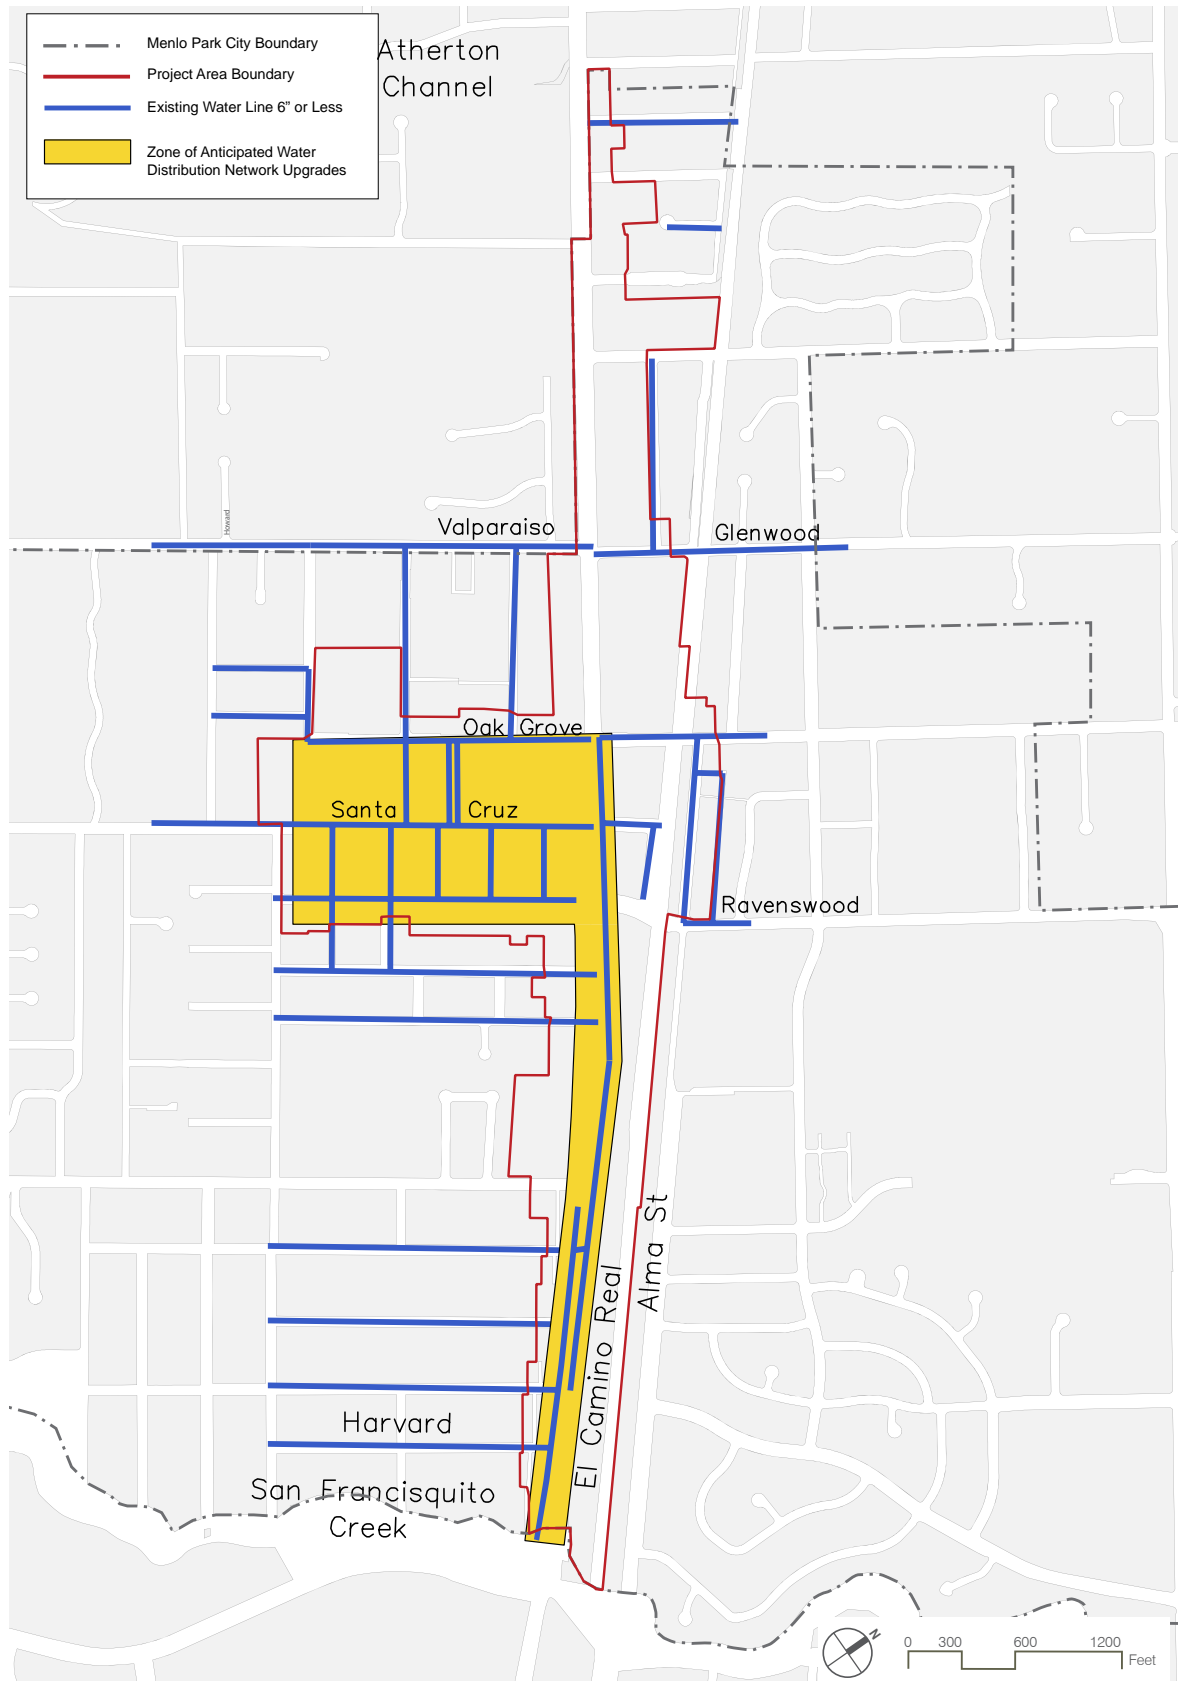 Menlo Park City Boundary
Project Area Boundary
Existing Water Line 6” or Less
Zone of Anticipated Water
Distribution Network Upgrades
Atherton
Channel
Howard
Valparaiso
Glenwood
Oak Grove
Santa Cruz
Ravenswood
Alma St
El Camino Real
Harvard
San Francisquito
Creek
N
0 300 600 1200
Feet